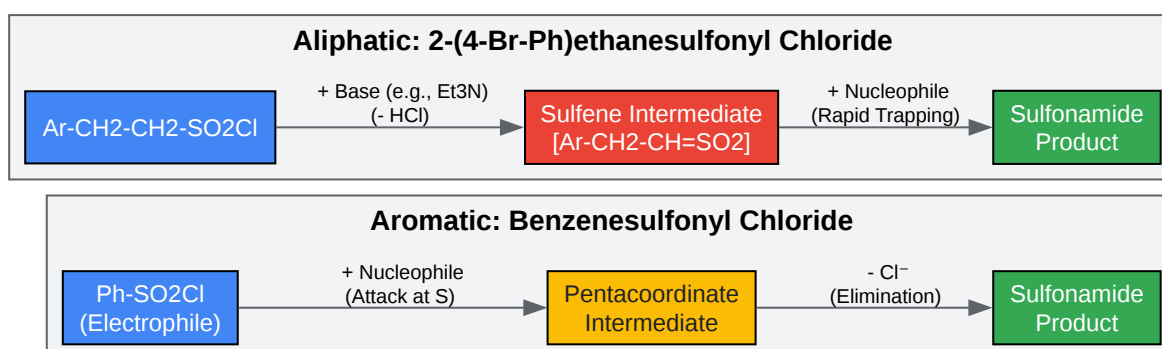 Aliphatic: 2-(4-Br-Ph)ethanesulfonyl Chloride
Ar-CH2-CH2-SO2Cl
+ Base (e.g., Et3N)
(- HCl)
Sulfene Intermediate
[Ar-CH2-CH=SO2]
+ Nucleophile
(Rapid Trapping)
Sulfonamide
Product
Aromatic: Benzenesulfonyl Chloride
Ph-SO2Cl
(Electrophile)
+ Nucleophile
(Attack at S)
Pentacoordinate
Intermediate
- Cl⁻
(Elimination)
Sulfonamide
Product